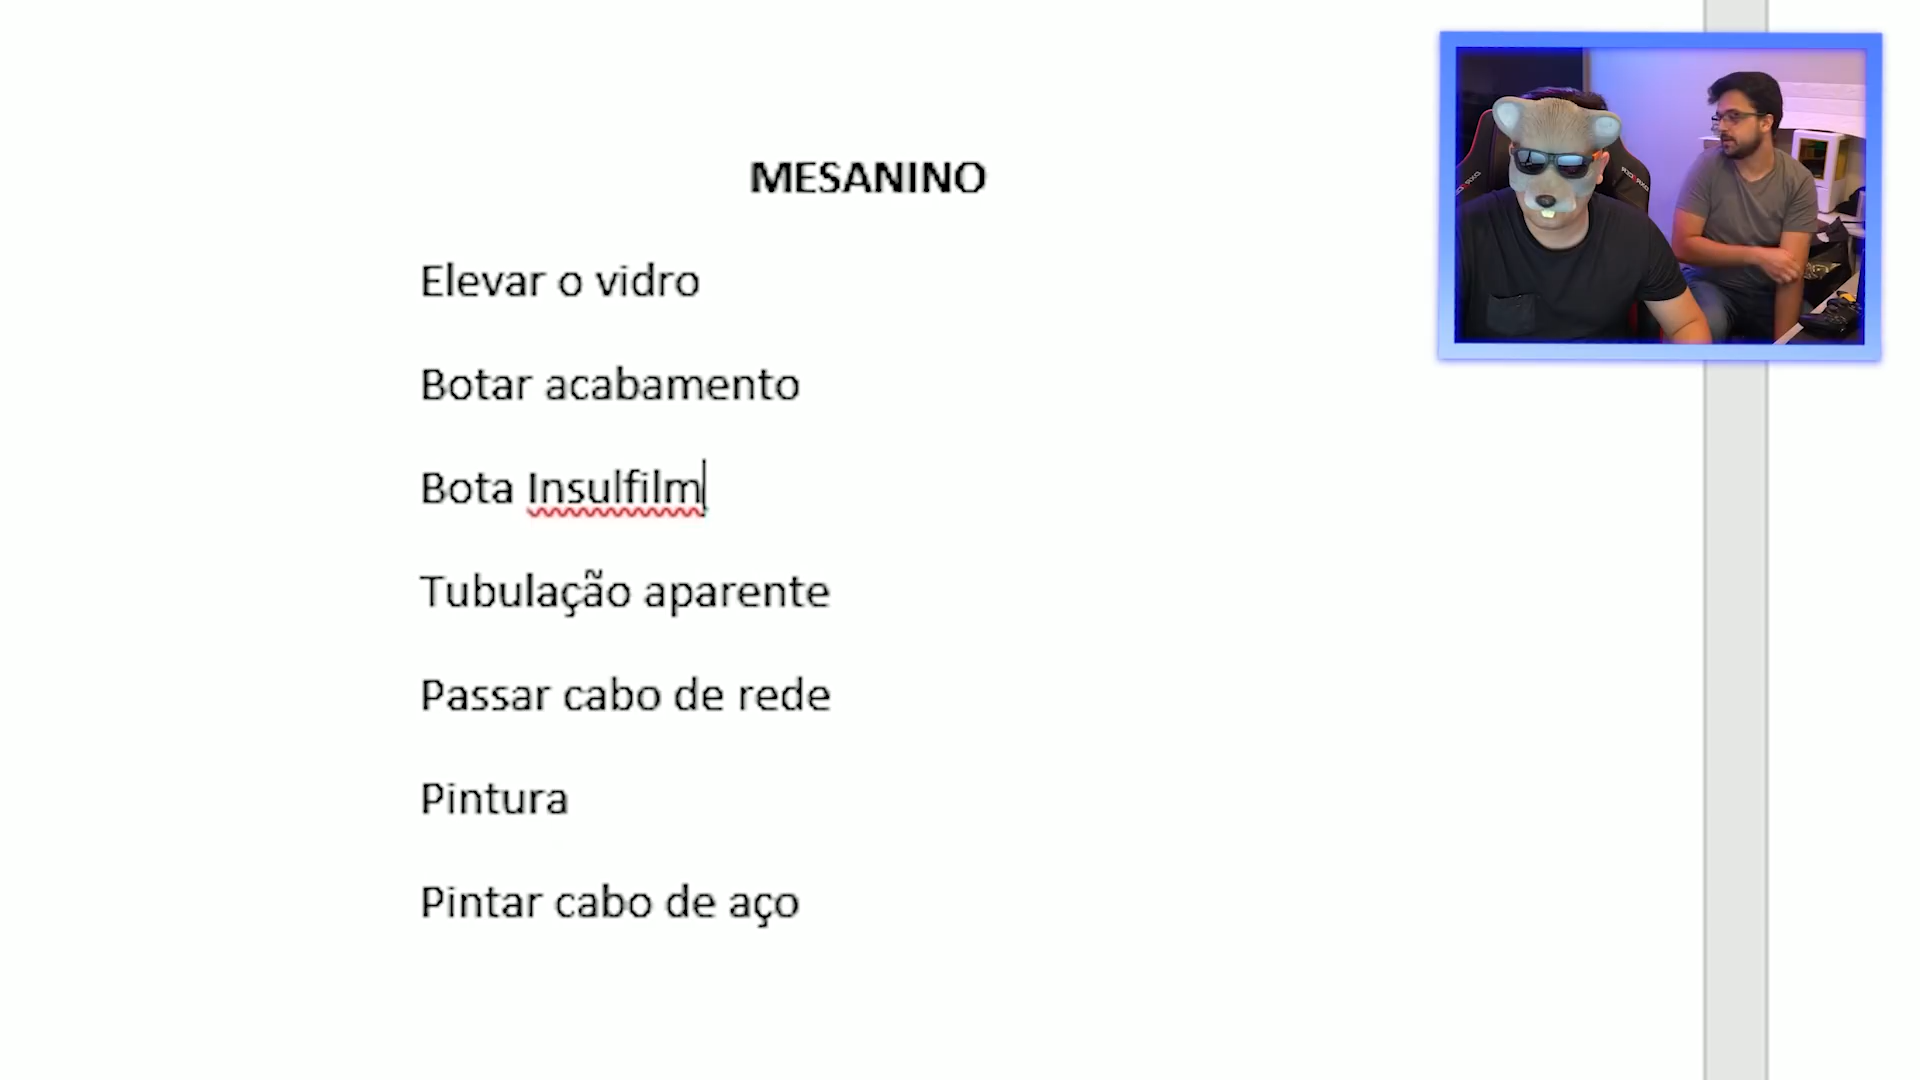 MESANINO
Elevar o vidro
Botar acabamento
Bota Insulfilm
Tubulação aparente
Passar cabo de rede
Pintura
Pintar cabo de aço